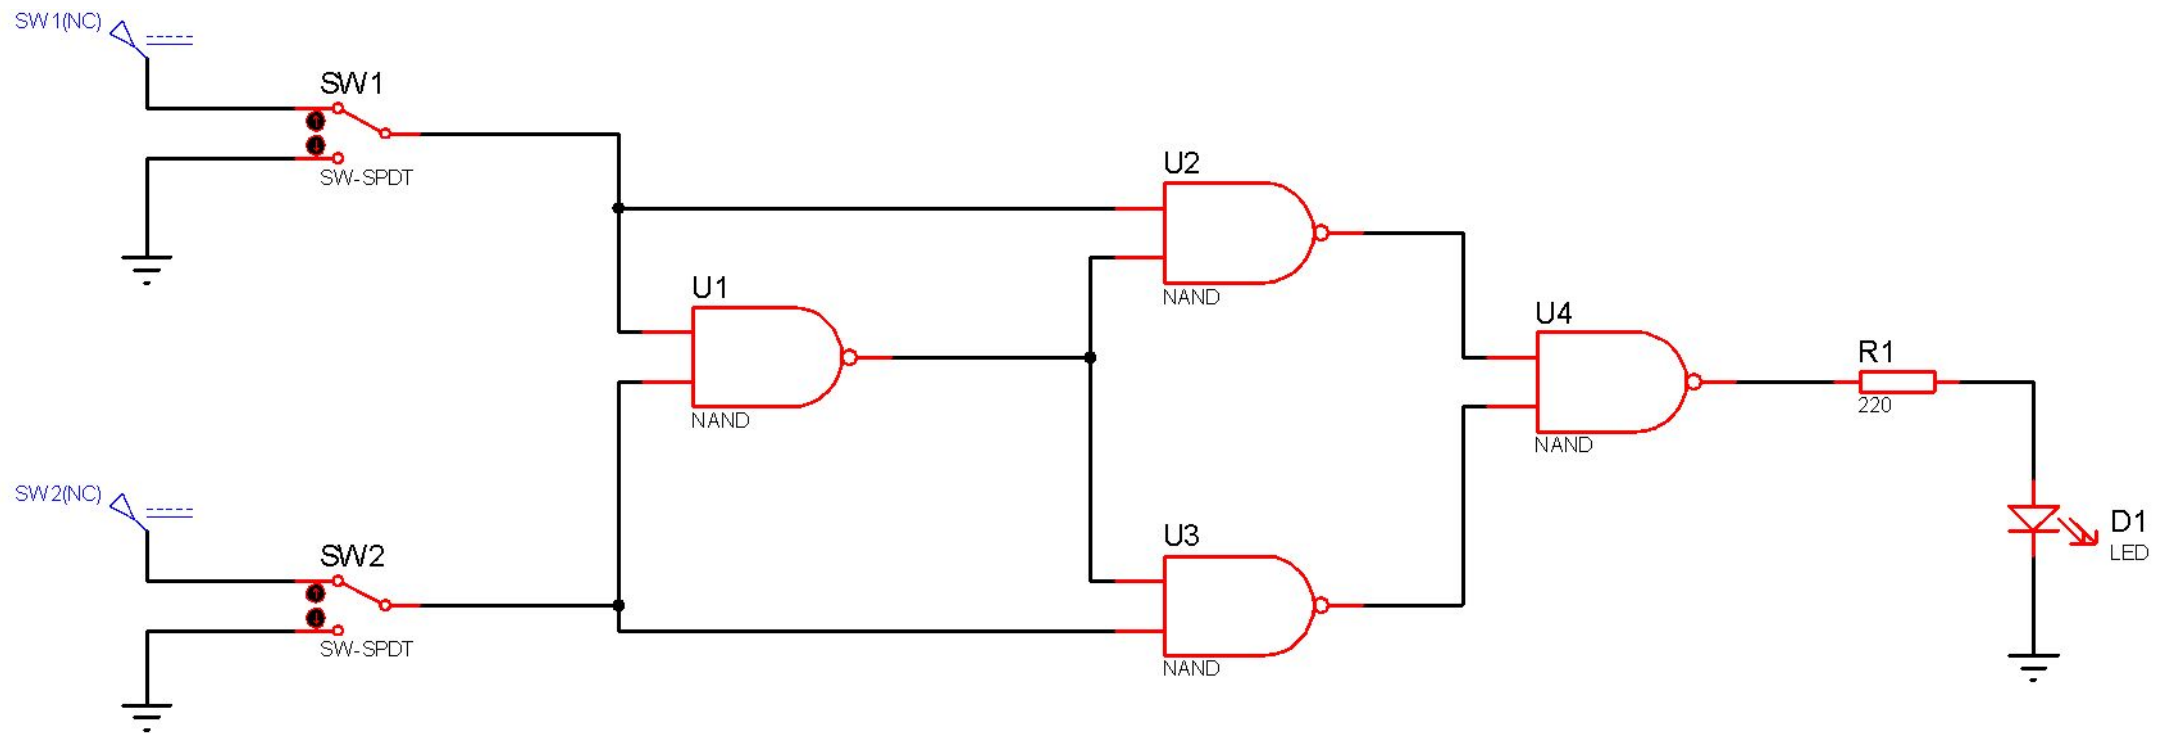 SW1(NC)
SW1
SW-SPDT
U2
NAND
U1
NAND
U4
NAND
R1
220
SW2(NC)
SW2
SW-SPDT
U3
NAND
D1
LED